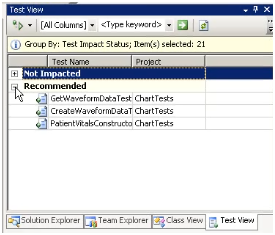 Test View
[All Columns] <Type keyword>
Group By: Test Impact Status; Item(s) selected: 21
Test Name Project
Not Impacted
Recommended
GetWaveformDataTest ChartTests
CreateWaveformDataT ChartTests
PatientVitalsConstructo ChartTests
Solution Explorer Team Explorer Class View Test View